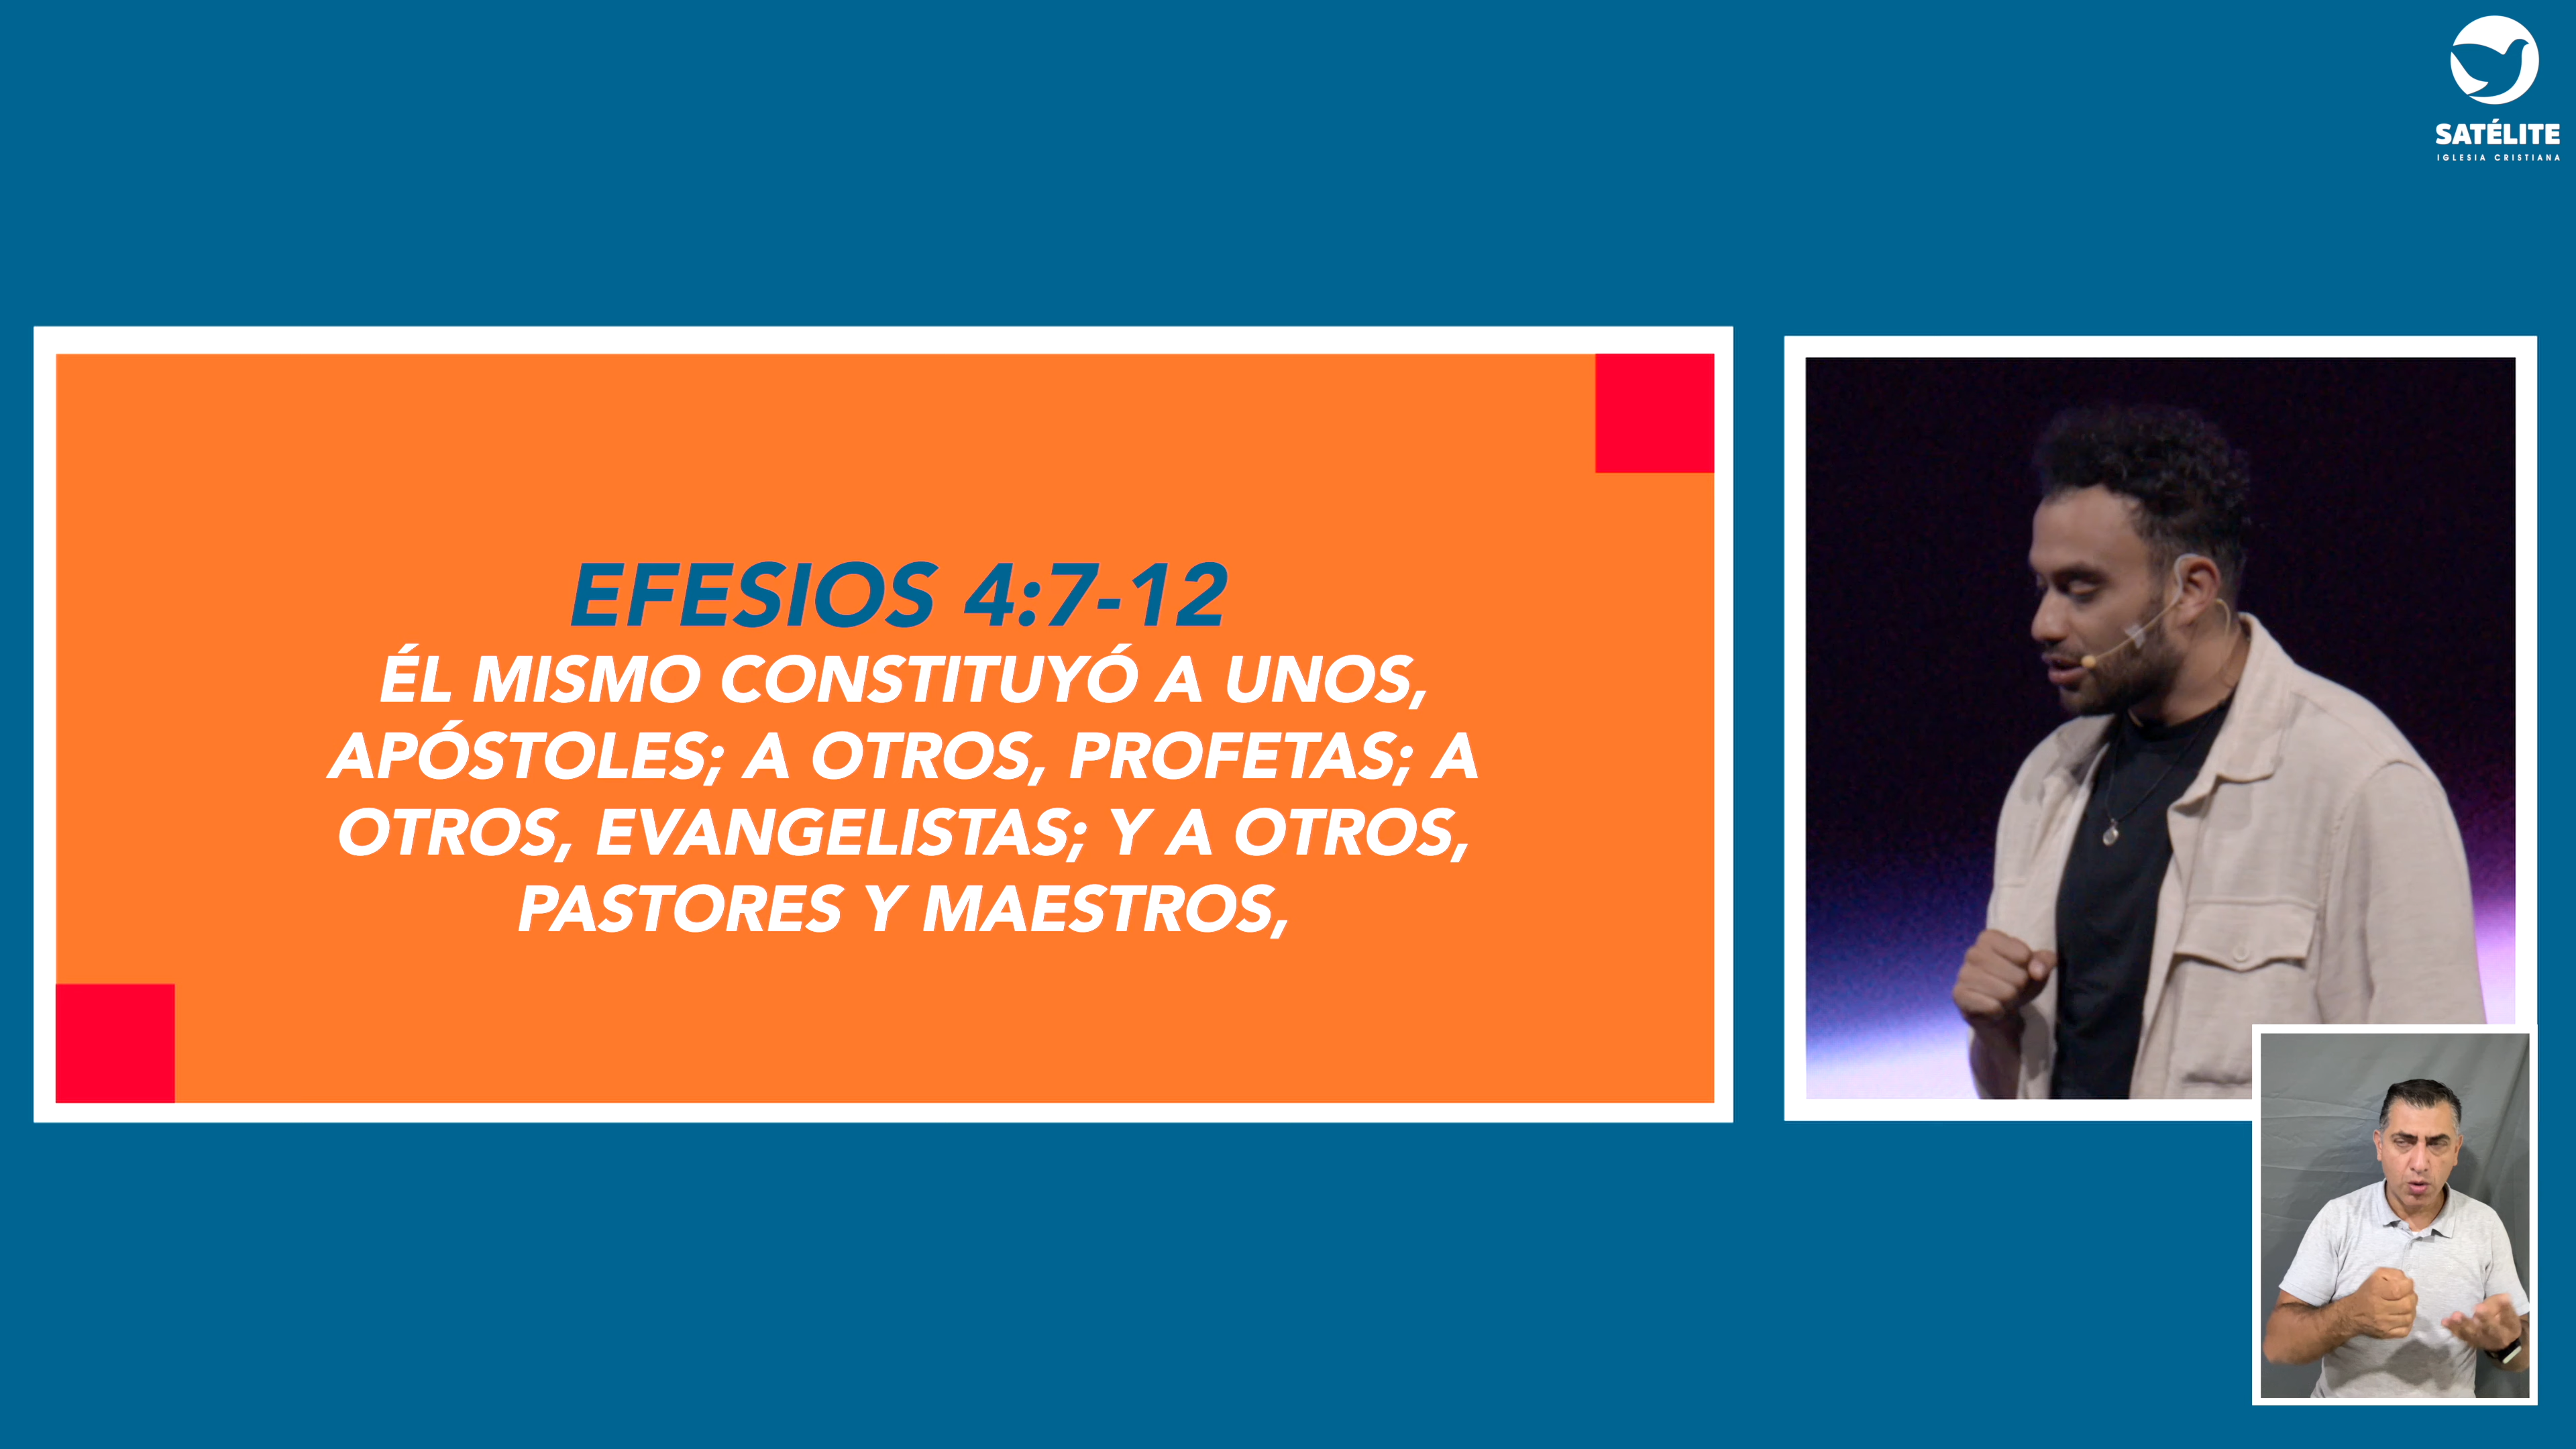 SATÉLITE
IGLESIA CRISTIANA
EFESIOS 4:7-12
ÉL MISMO CONSTITUYÓ A UNOS,
APÓSTOLES; A OTROS, PROFETAS; A
OTROS, EVANGELISTAS; Y A OTROS,
PASTORES Y MAESTROS,